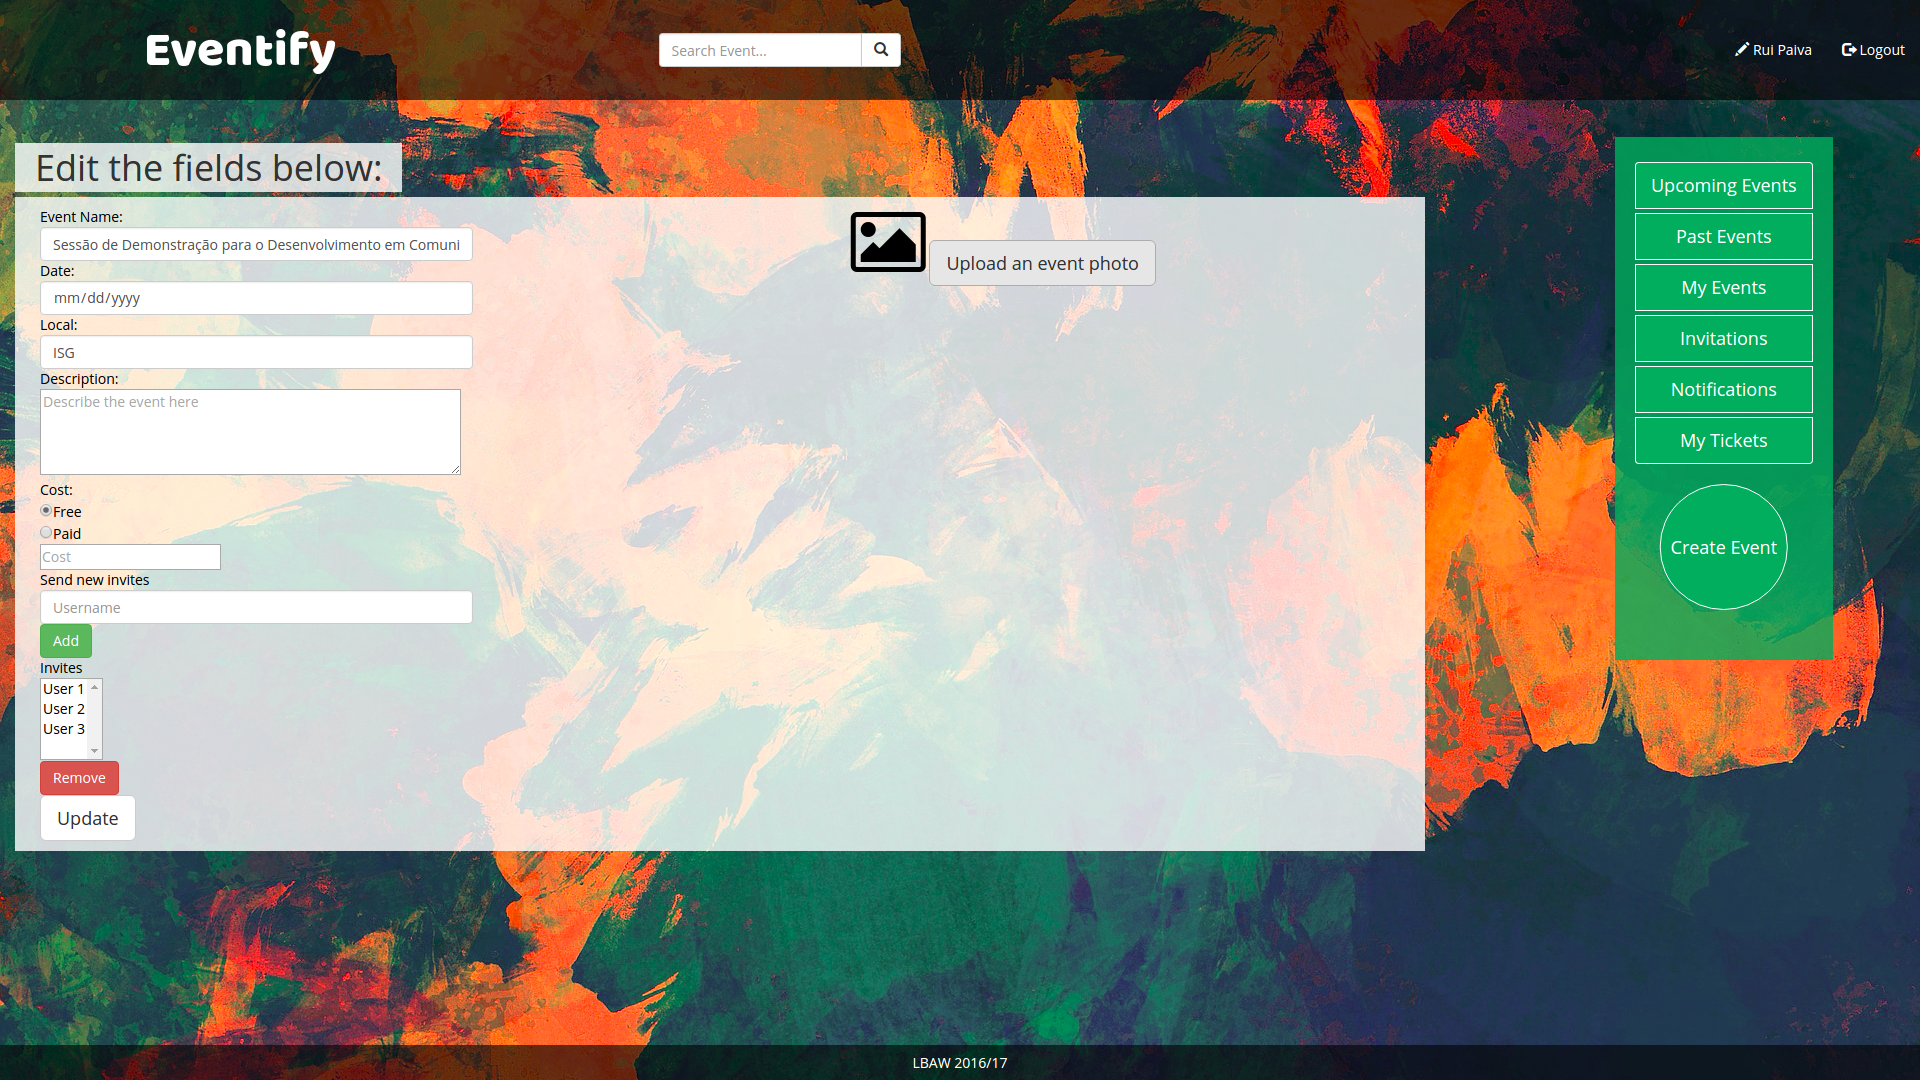 Eventify
Search Event...
Rui Paiva
Logout
Edit the fields below:
Event Name:
Sessão de Demonstração para o Desenvolvimento em Comuni
Date:
mm/dd/yyyy
Local:
ISG
Description:
Describe the event here
Cost:
Free
Paid
Cost
Send new invites
Username
Add
Invites
User 1
User 2
User 3
Remove
Update
Upload an event photo
Upcoming Events
Past Events
My Events
Invitations
Notifications
My Tickets
Create Event
LBAW 2016/17